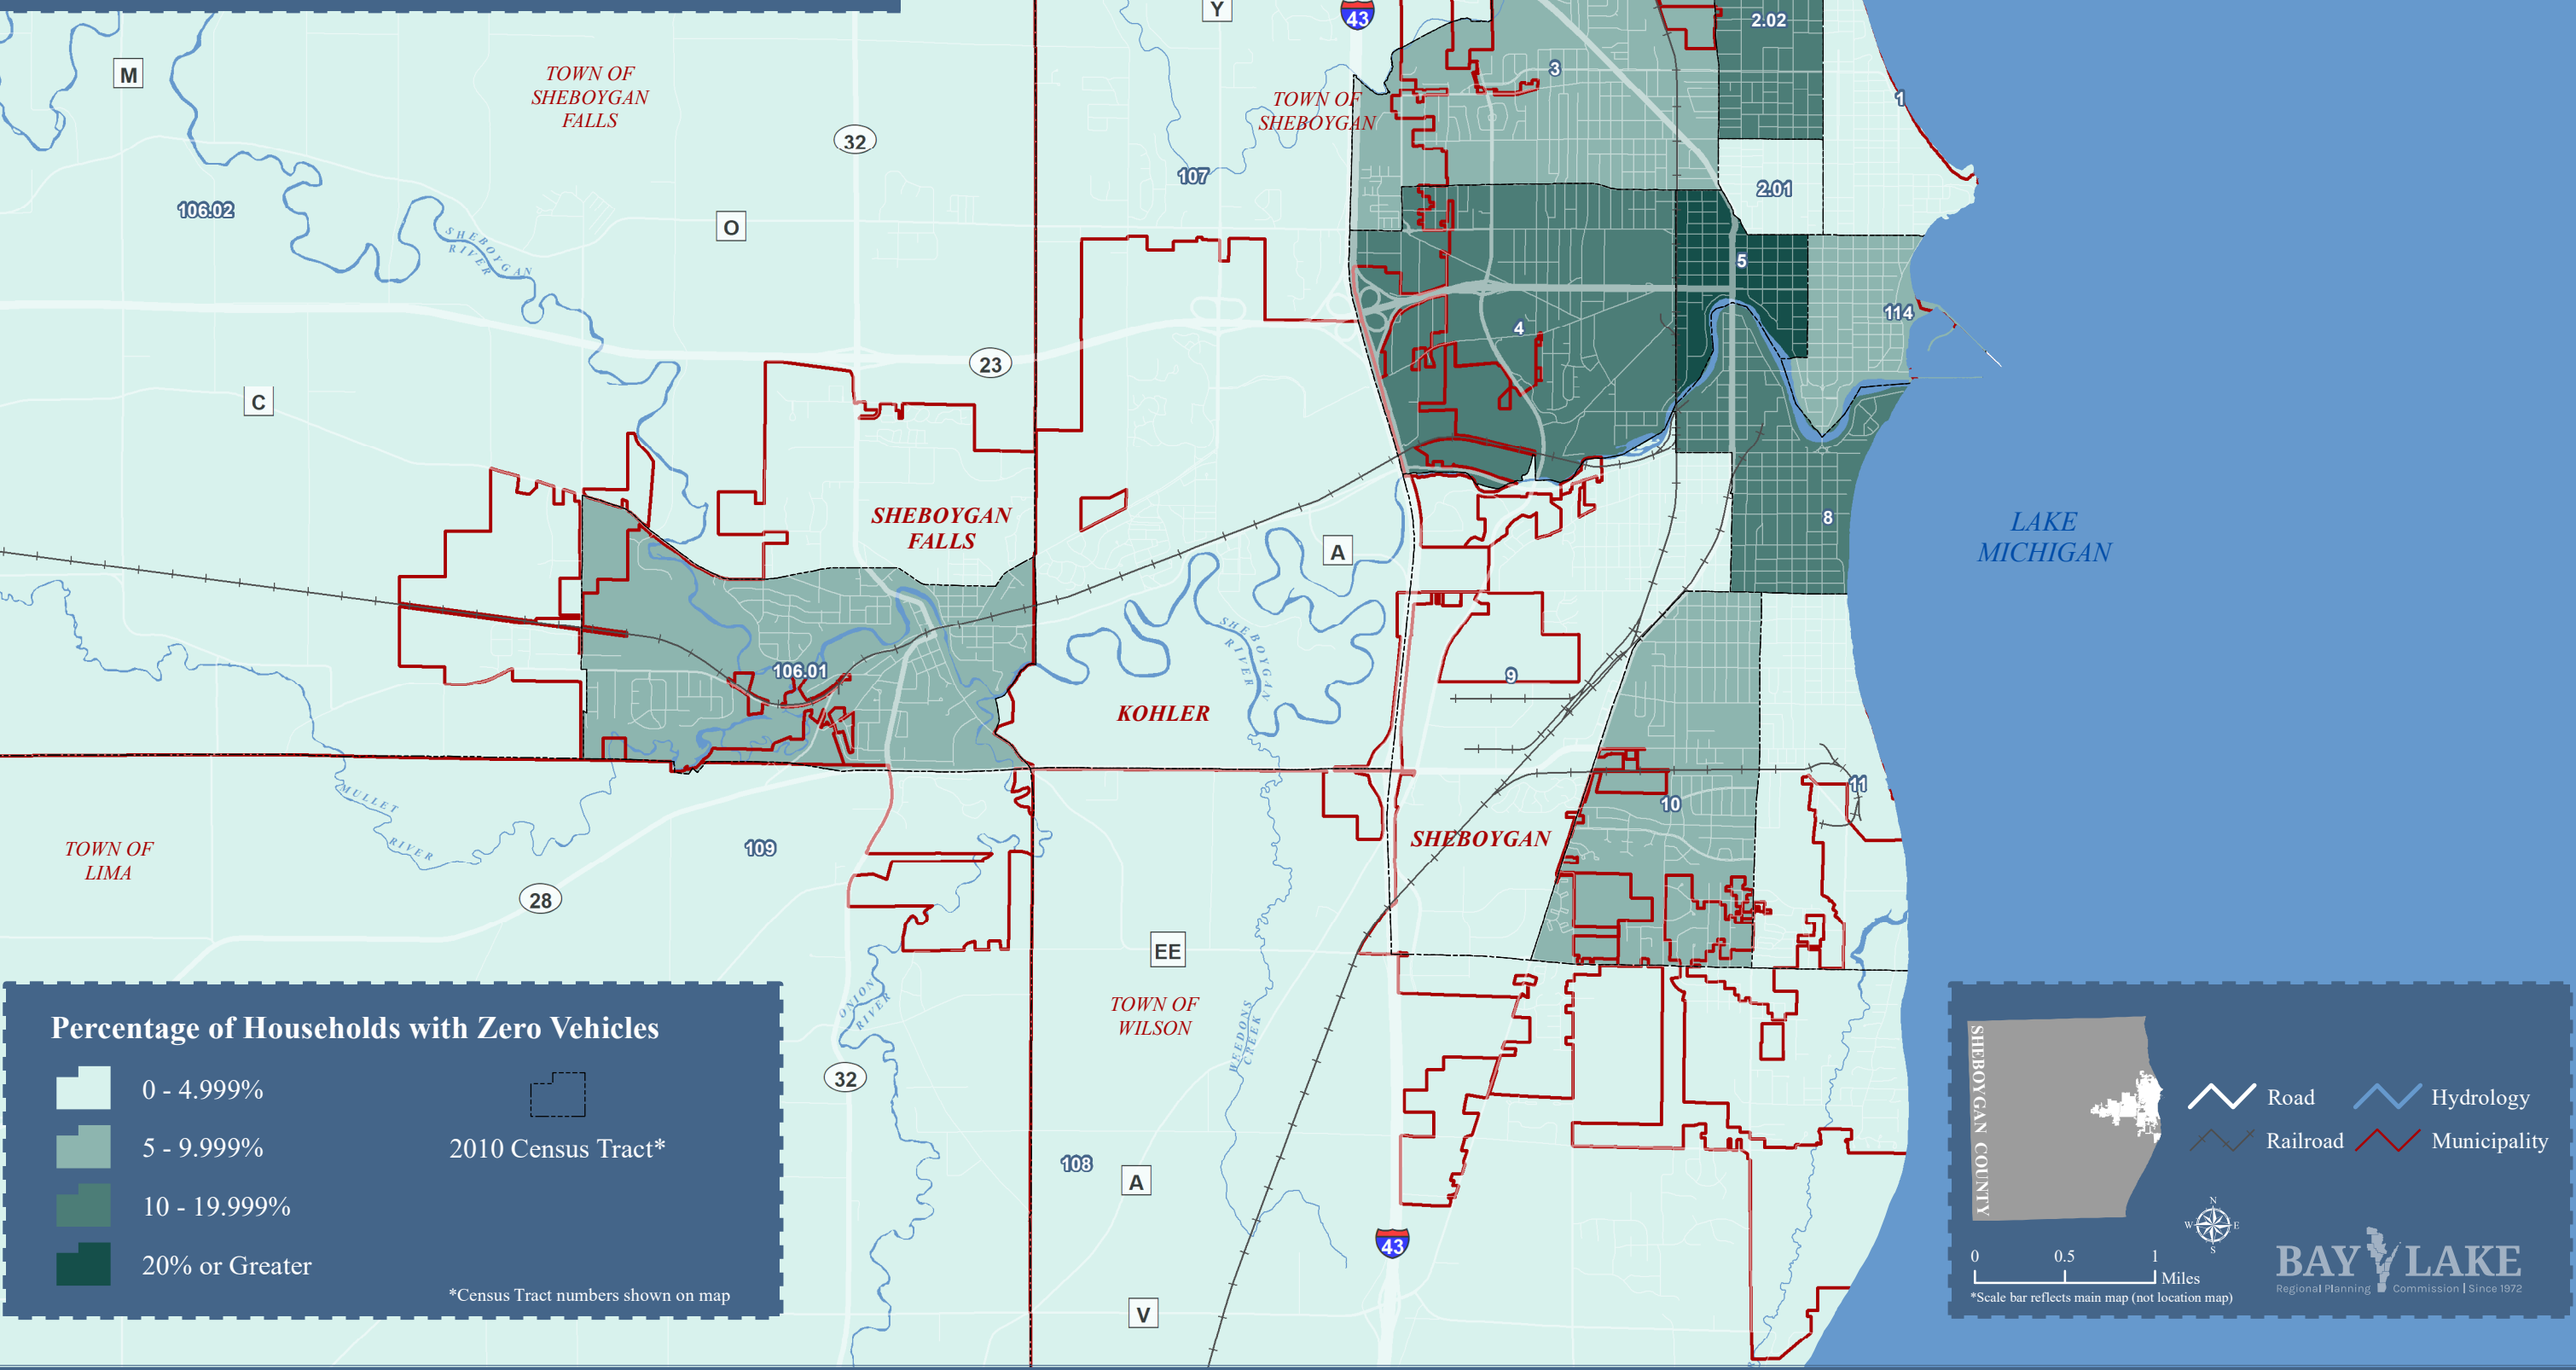 Y
43
2.02
M
TOWN OF
SHEBOYGAN
FALLS
3
TOWN OF
SHEBOYGAN
1
32
107
2.01
106.02
O
SHEBOYGAN
RIVER
5
114
4
23
C
SHEBOYGAN
FALLS
8
LAKE
MICHIGAN
A
SHEBOYGAN
RIVER
106.01
9
KOHLER
11
MULLET
RIVER
10
SHEBOYGAN
TOWN OF
LIMA
109
28
EE
TOWN OF
WILSON
ONION
RIVER
WEEDONS
CREEK
32
108
A
43
V
Percentage of Households with Zero Vehicles
0 - 4.999%
5 - 9.999%
10 - 19.999%
20% or Greater
2010 Census Tract*
*Census Tract numbers shown on map
SHEBOYGAN COUNTY
Road
Hydrology
Railroad
Municipality
N
W E
S
0 0.5 1
Miles
*Scale bar reflects main map (not location map)
BAY LAKE
Regional Planning Commission | Since 1972